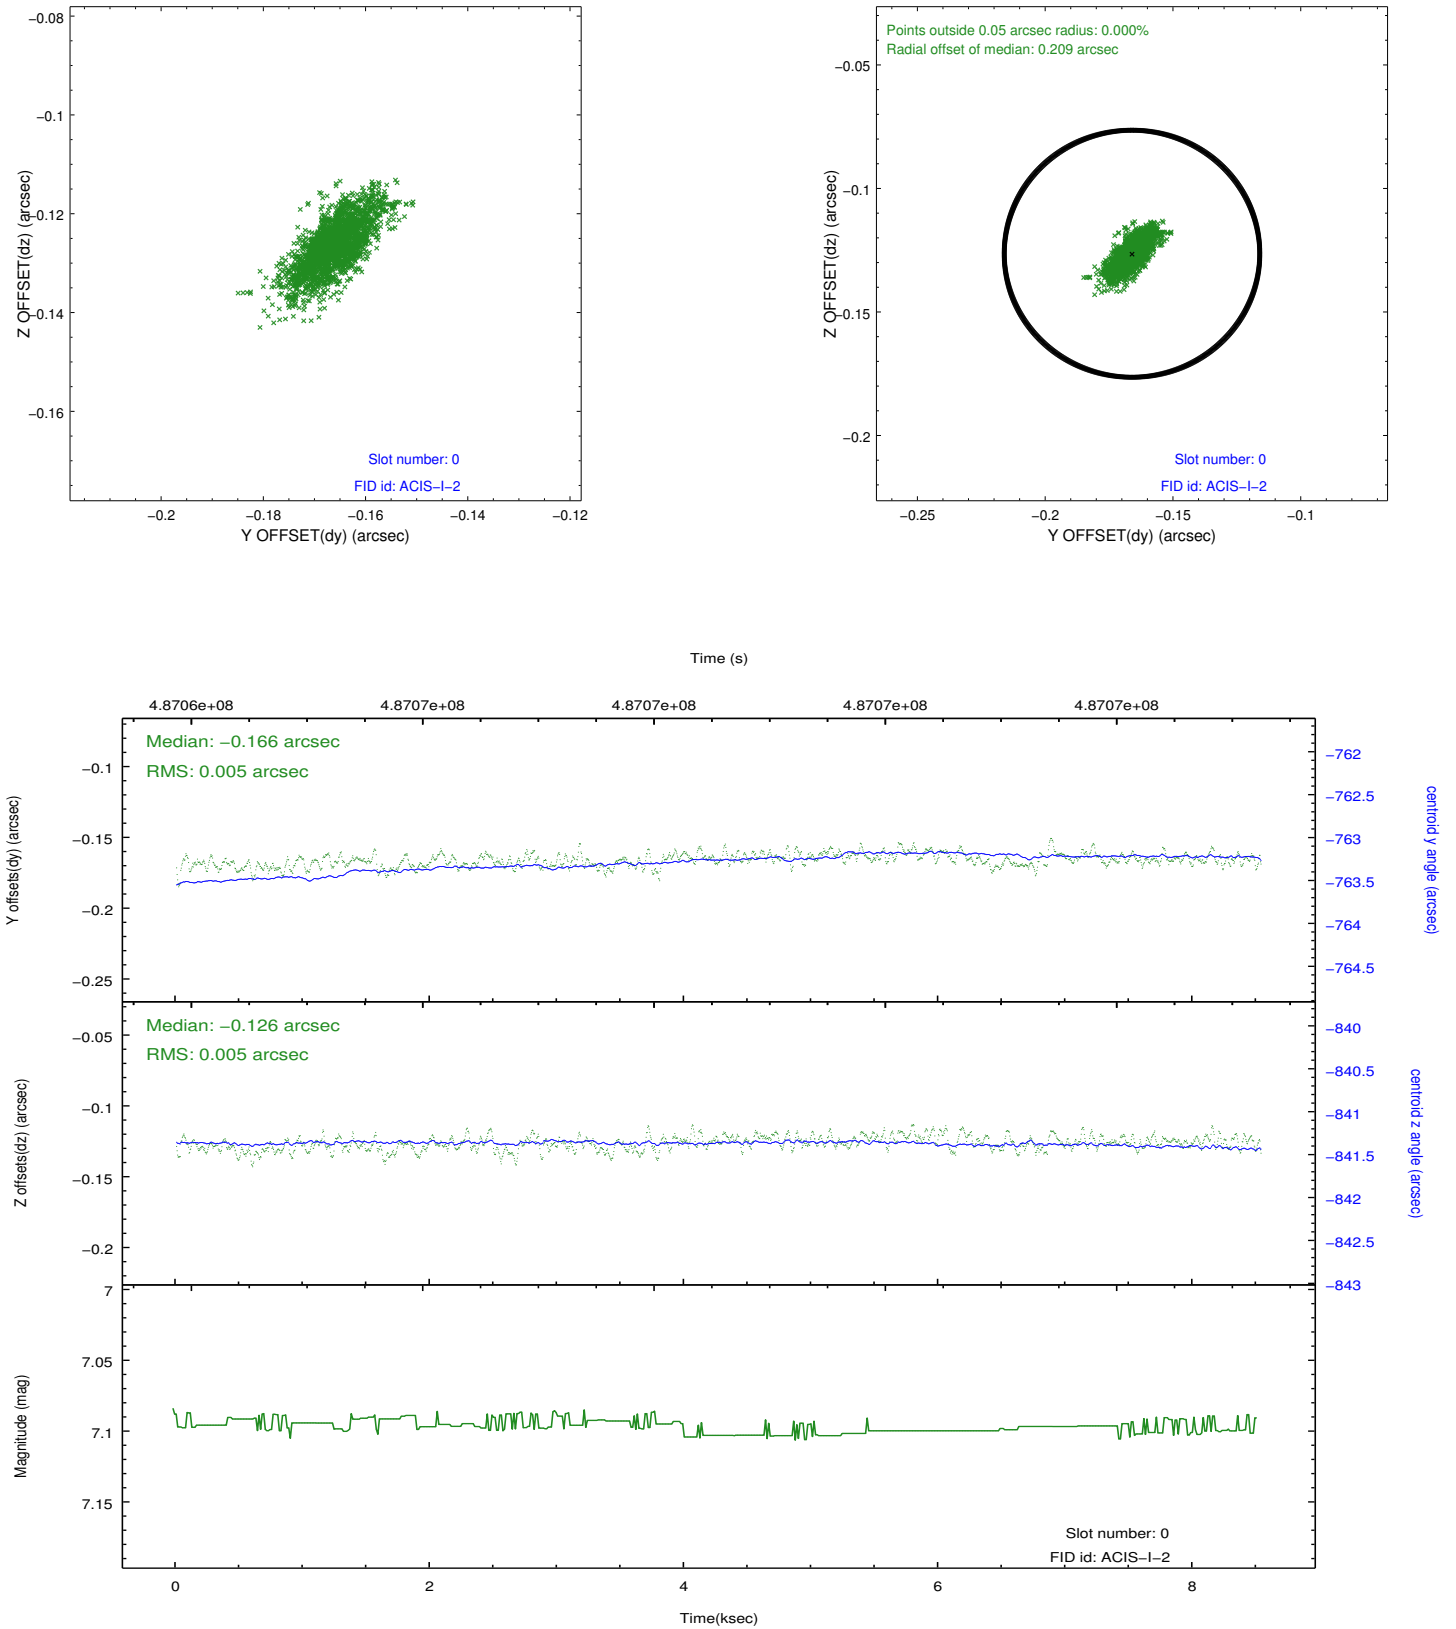 −0.08
−0.1
−0.12
−0.14
−0.16
Z OFFSET(dz) (arcsec)
Slot number: 0
FID id: ACIS−I−2
−0.2
−0.18
−0.16
−0.14
−0.12
Y OFFSET(dy) (arcsec)
Points outside 0.05 arcsec radius: 0.000%
Radial offset of median: 0.209 arcsec
−0.05
−0.1
−0.15
−0.2
Z OFFSET(dz) (arcsec)
Slot number: 0
FID id: ACIS−I−2
−0.25
−0.2
−0.15
−0.1
Y OFFSET(dy) (arcsec)
Time (s)
4.8706e+08
4.8707e+08
4.8707e+08
4.8707e+08
4.8707e+08
Median: −0.166 arcsec
RMS: 0.005 arcsec
−0.1
−0.15
−0.2
−0.25
Y offsets(dy) (arcsec)
−762
−762.5
−763
−763.5
−764
−764.5
centroid y angle (arcsec)
Median: −0.126 arcsec
RMS: 0.005 arcsec
−0.05
−0.1
−0.15
−0.2
Z offsets(dz) (arcsec)
−840
−840.5
−841
−841.5
−842
−842.5
−843
centroid z angle (arcsec)
7
7.05
7.1
7.15
Magnitude (mag)
Slot number: 0
FID id: ACIS−I−2
0
2
4
6
8
Time(ksec)